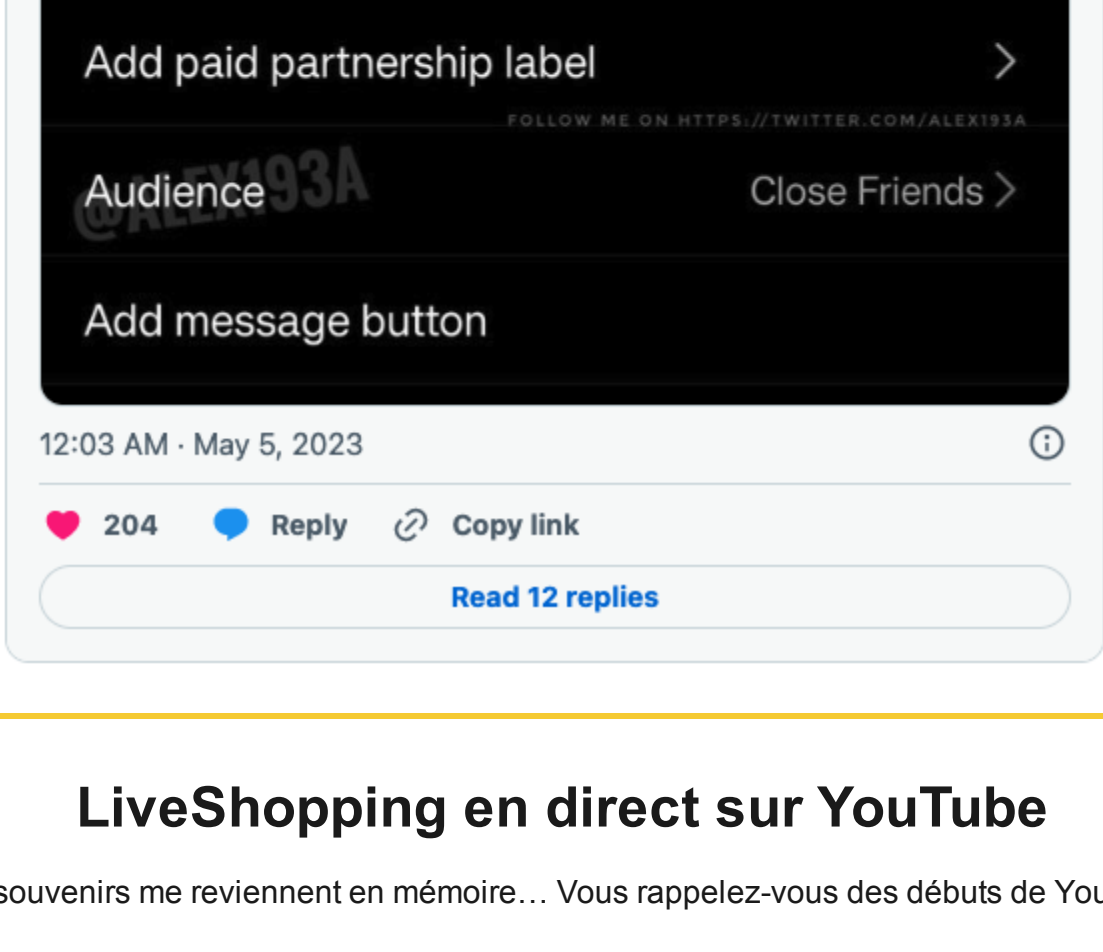 Add paid partnership label
FOLLOW ME ON HTTPS://TWITTER.COM/ALEX193A
@ALEX193A
Audience Close Friends
Add message button
12:03 AM · May 5, 2023
204 Reply Copy link
Read 12 replies
LiveShopping en direct sur YouTube
souvenirs me reviennent en mémoire… Vous rappelez-vous des débuts de